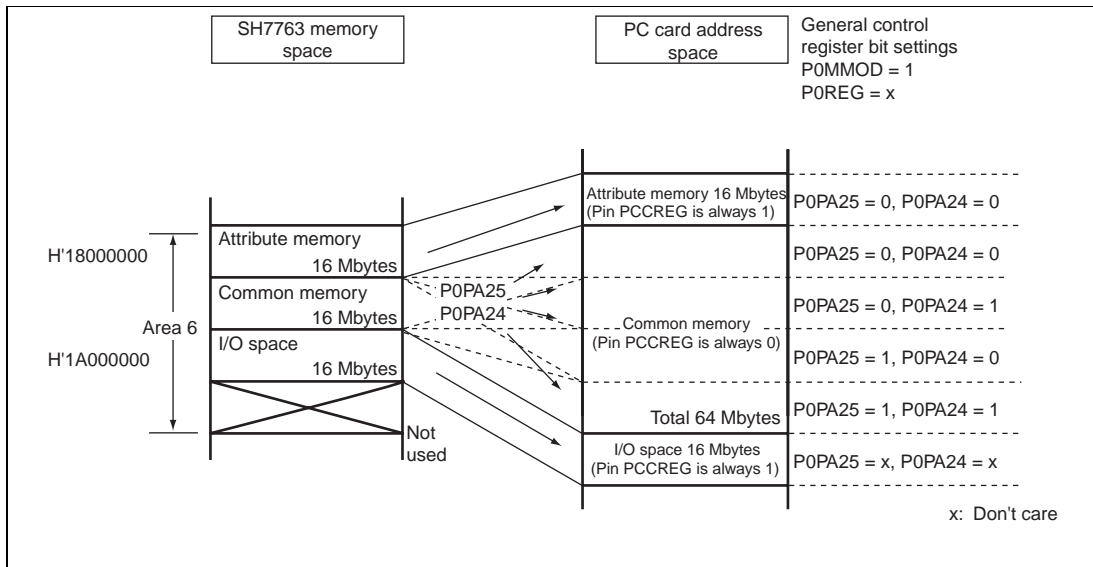 SH7763 memory
space
PC card address
space
General control
register bit settings
P0MMOD = 1
P0REG = x
H'18000000
Area 6
H'1A000000
Attribute memory
16 Mbytes
Common memory
16 Mbytes
I/O space
16 Mbytes
Not
used
P0PA25
P0PA24
Attribute memory 16 Mbytes
(Pin PCCREG is always 1)
Common memory
(Pin PCCREG is always 0)
Total 64 Mbytes
I/O space 16 Mbytes
(Pin PCCREG is always 1)
P0PA25 = 0, P0PA24 = 0
P0PA25 = 0, P0PA24 = 0
P0PA25 = 0, P0PA24 = 1
P0PA25 = 1, P0PA24 = 0
P0PA25 = 1, P0PA24 = 1
P0PA25 = x, P0PA24 = x
x: Don't care